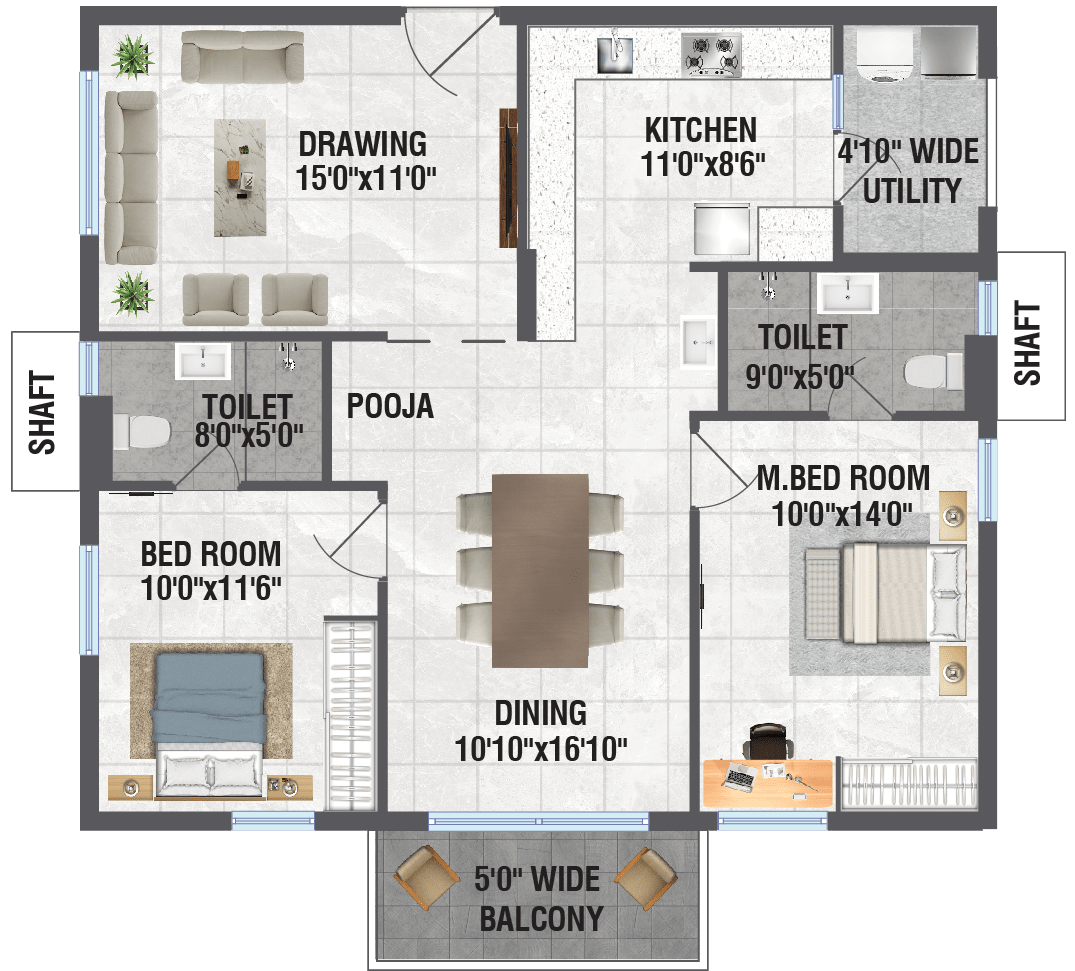 DRAWING
15'0"x11'0"
KITCHEN
11'0"x8'6"
4'10" WIDE
UTILITY
SHAFT
TOILET
8'0"x5'0"
POOJA
TOILET
9'0"x5'0"
SHAFT
BED ROOM
10'0"x11'6"
M.BED ROOM
10'0"x14'0"
DINING
10'10"x16'10"
5'0" WIDE
BALCONY